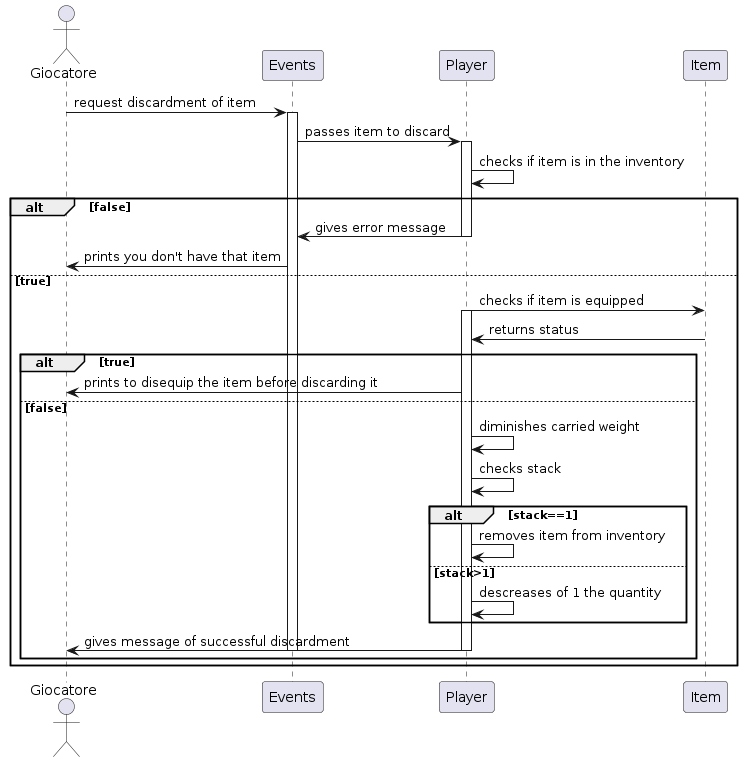 Giocatore
Events
Player
Item
request discardment of item
passes item to discard
checks if item is in the inventory
alt [false]
gives error message
prints you don't have that item
[true]
checks if item is equipped
returns status
alt [true]
prints to disequip the item before discarding it
[false]
diminishes carried weight
checks stack
alt [stack==1]
removes item from inventory
[stack>1]
descreases of 1 the quantity
gives message of successful discardment
Giocatore
Events
Player
Item